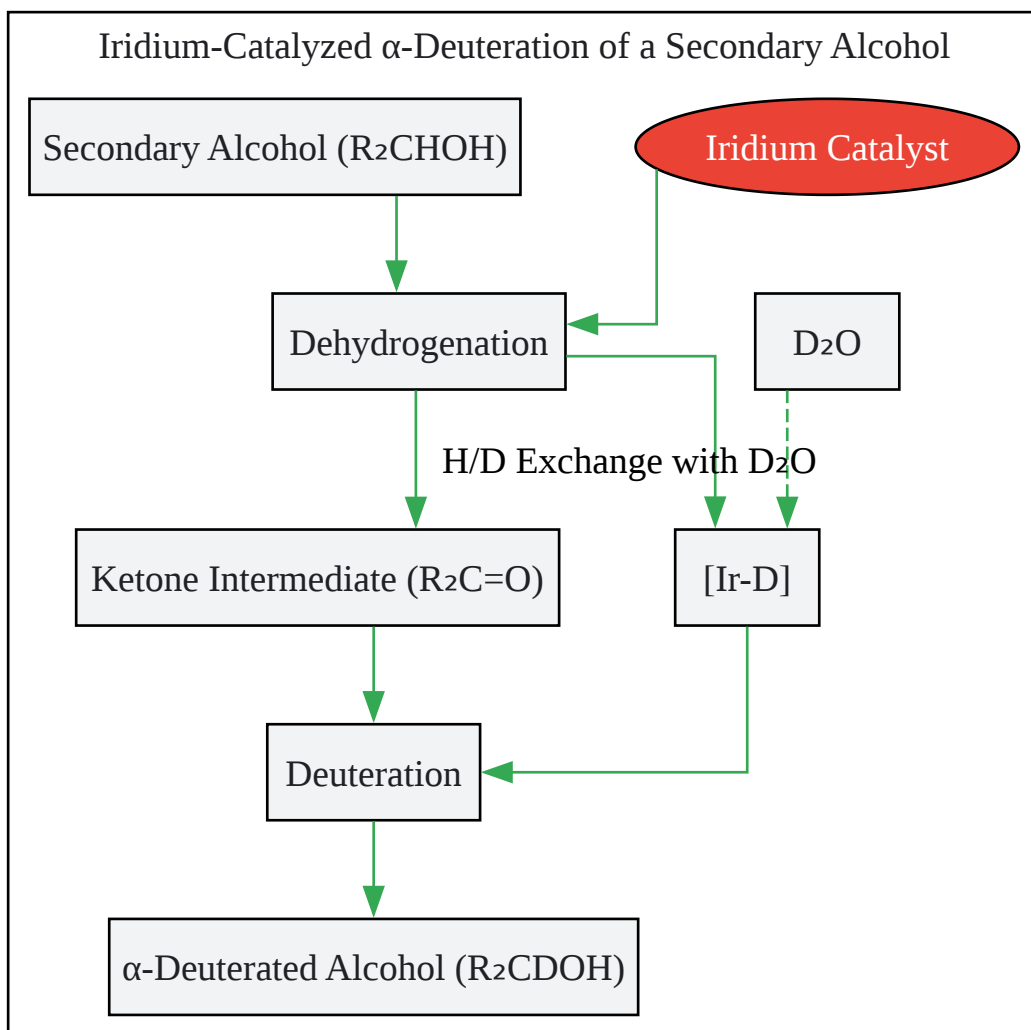 Iridium-Catalyzed α-Deuteration of a Secondary Alcohol
Secondary Alcohol (R₂CHOH)
Iridium Catalyst
Dehydrogenation
D₂O
H/D Exchange with D₂O
Ketone Intermediate (R₂C=O)
[Ir-D]
Deuteration
α-Deuterated Alcohol (R₂CDOH)